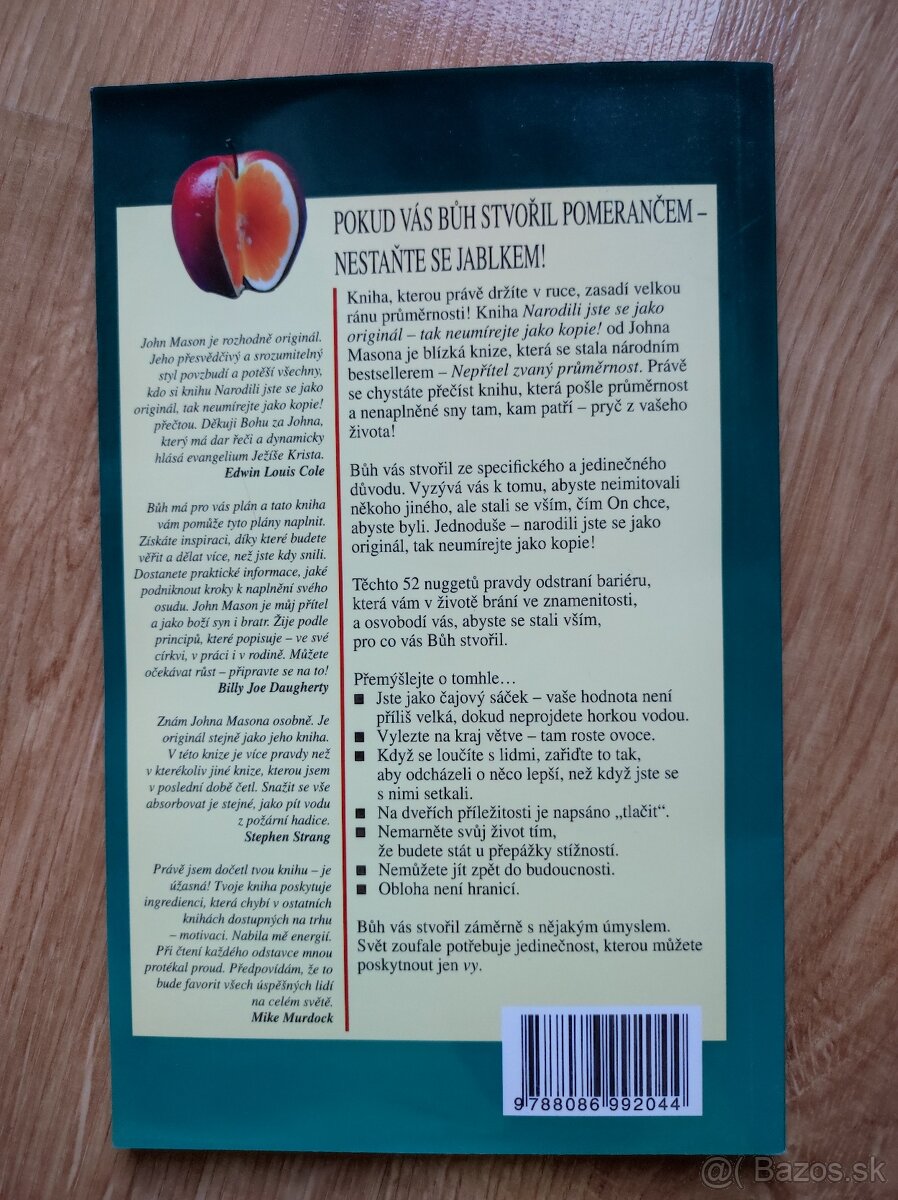 POKUD VÁS BŮH STVOŘIL POMERANČEM –
NESTAŇTE SE JABLKEM!
John Mason je rozhodně originál.
Jeho přesvědčivý a srozumitelný
styl povzbudí a potěší všechny,
kdo si knihu Narodili jste se jako
originál, tak neumírejte jako kopie!
přečtou. Děkuji Bohu za Johna,
který má dar řeči a dynamicky
hlásá evangelium Ježíše Krista.
Edwin Louis Cole
Bůh má pro vás plán a tato kniha
vám pomůže tyto plány naplnit.
Získáte inspiraci, díky které budete
věřit a dělat více, než jste kdy snili.
Dostanete praktické informace, jaké
podniknout kroky k naplnění svého
osudu. John Mason je můj přítel
a jako boží syn i bratr. Žije podle
principů, které popisuje – ve své
církvi, v práci i v rodině. Můžete
očekávat růst – připravte se na to!
Billy Joe Daugherty
Znám Johna Masona osobně. Je
originál stejně jako jeho kniha.
V této knize je více pravdy než
v kterékoliv jiné knize, kterou jsem
v poslední době četl. Snažit se vše
absorbovat je stejné, jako pít vodu
z požární hadice.
Stephen Strang
Právě jsem dočetl tvou knihu – je
úžasná! Tvoje kniha poskytuje
ingredienci, která chybí v ostatních
knihách dostupných na trhu
– motivaci. Nabila mě energií.
Při čtení každého odstavce mnou
protékal proud. Předpovídám, že to
bude favorit všech úspěšných lidí
na celém světě.
Mike Murdock
Kniha, kterou právě držíte v ruce, zasadí velkou
ránu průměrnosti! Kniha Narodili jste se jako
originál – tak neumírejte jako kopie! od Johna
Masona je blízká knize, která se stala národním
bestsellerem – Nepřítel zvaný průměrnost. Právě
se chystáte přečíst knihu, která pošle průměrnost
a nenaplněné sny tam, kam patří – pryč z vašeho
života!
Bůh vás stvořil ze specifického a jedinečného
důvodu. Vyzývá vás k tomu, abyste neimitovali
někoho jiného, ale stali se vším, čím On chce,
abyste byli. Jednoduše – narodili jste se jako
originál, tak neumírejte jako kopie!
Těchto 52 nuggetů pravdy odstraní bariéru,
která vám v životě brání ve znamenitosti,
a osvobodí vás, abyste se stali vším,
pro co vás Bůh stvořil.
Přemýšlejte o tomhle…
■ Jste jako čajový sáček – vaše hodnota není
příliš velká, dokud neprojdete horkou vodou.
■ Vylezte na kraj větve – tam roste ovoce.
■ Když se loučíte s lidmi, zařiďte to tak,
aby odcházeli o něco lepší, než když jste se
s nimi setkali.
■ Na dveřích příležitosti je napsáno „tlačit“.
■ Nemarněte svůj život tím,
že budete stát u přepážky stížností.
■ Nemůžete jít zpět do budoucnosti.
■ Obloha není hranicí.
Bůh vás stvořil záměrně s nějakým úmyslem.
Svět zoufale potřebuje jedinečnost, kterou můžete
poskytnout jen vy.
9 788086 992044
@( Bazos.sk